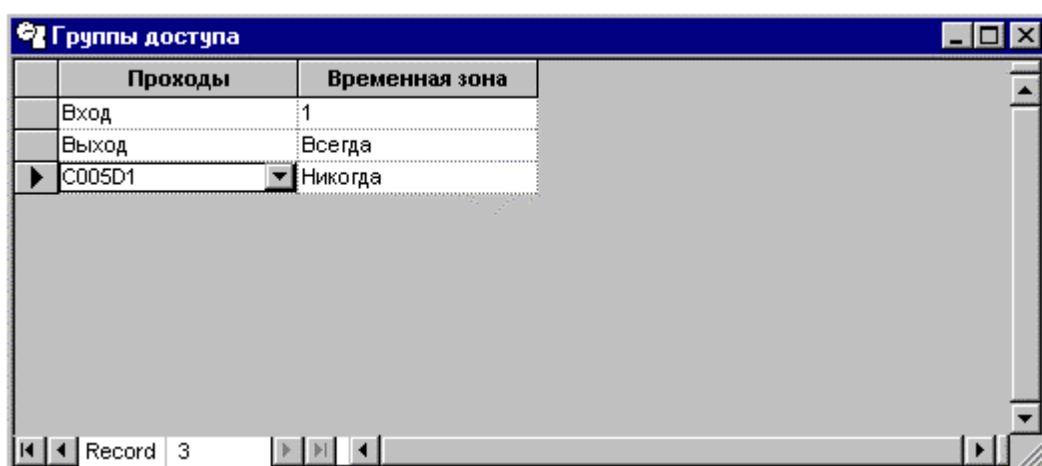 Группы доступа
Проходы Временная зона
Вход 1
Выход Всегда
C005D1 Никогда
Record 3